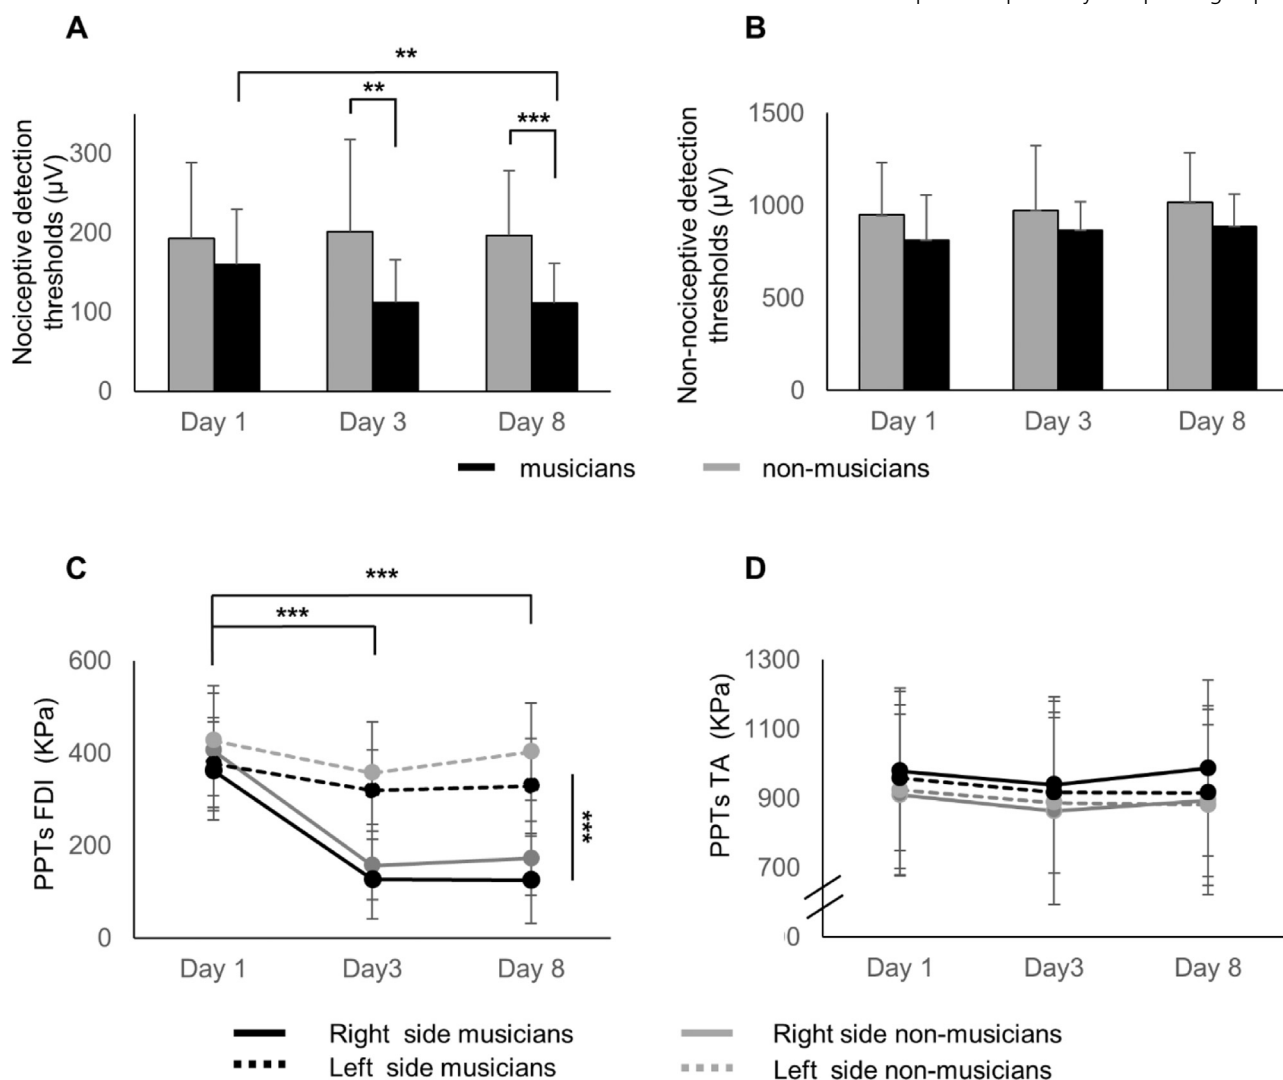 A
B
**
**
***
Nociceptive detection
thresholds (µV)
300
200
100
0
Day 1
Day 3
Day 8
Non-nociceptive detection
thresholds (µV)
1500
1000
500
0
Day 1
Day 3
Day 8
musicians
non-musicians
C
D
***
***
***
PPTs FDI (KPa)
600
400
200
0
Day 1
Day3
Day 8
PPTs TA (KPa)
1300
1100
900
700
0
Day 1
Day3
Day 8
Right side musicians
Right side non-musicians
Left side musicians
Left side non-musicians